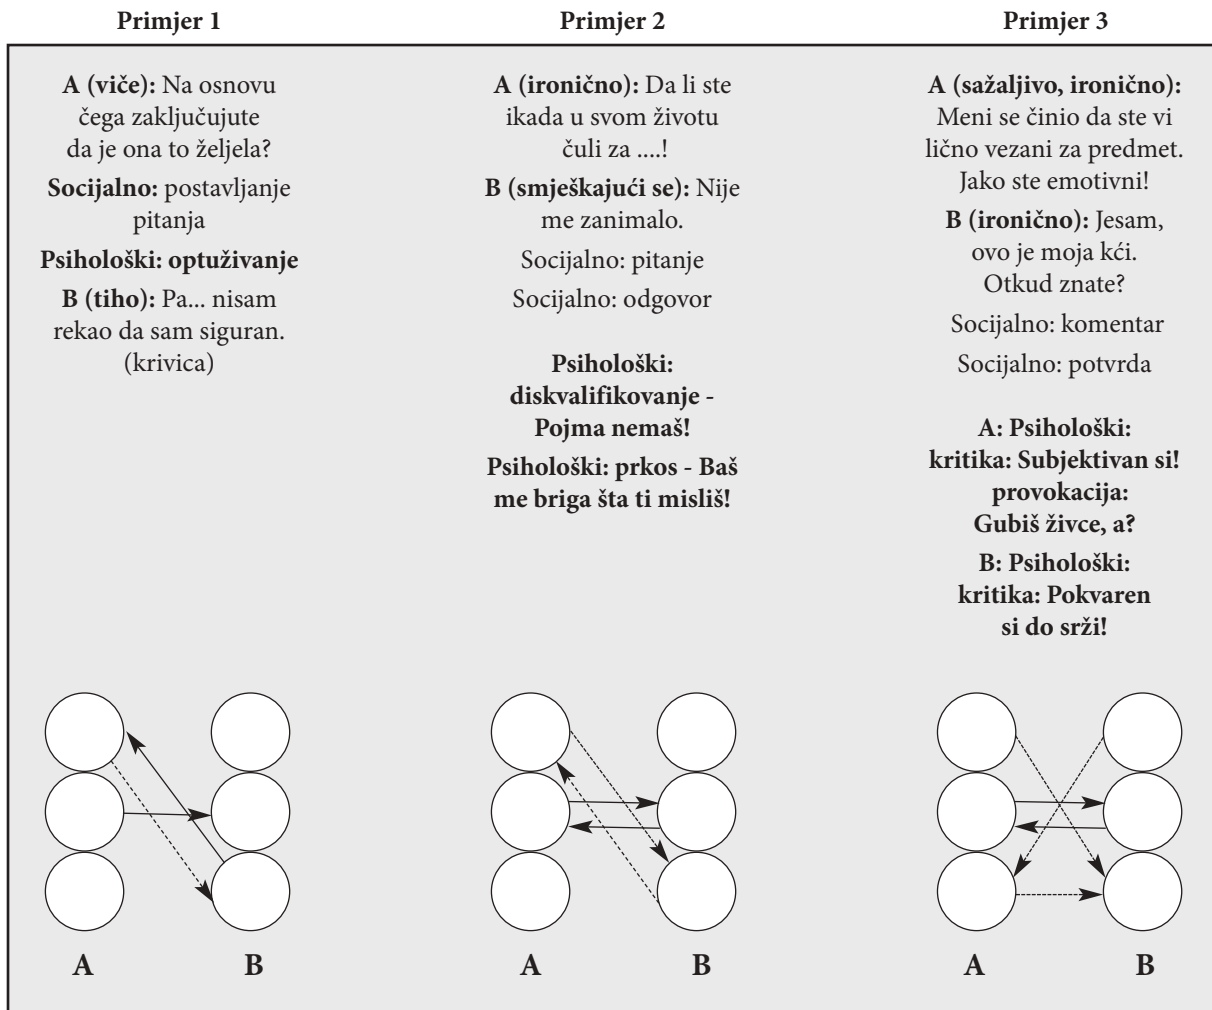 Primjer 1
A (viče): Na osnovu
čega zaključujute
da je ona to željela?
Socijalno: postavljanje
pitanja
Psihološki: optuživanje
B (tiho): Pa... nisam
rekao da sam siguran.
(krivica)
A
B
Primjer 2
A (ironično): Da li ste
ikada u svom životu
čuli za ....!
B (smješkajući se): Nije
me zanimalo.
Socijalno: pitanje
Socijalno: odgovor
Psihološki:
diskvalifikovanje -
Pojma nemaš!
Psihološki: prkos - Baš
me briga šta ti misliš!
A
B
Primjer 3
A (sažaljivo, ironično):
Meni se činio da ste vi
lično vezani za predmet.
Jako ste emotivni!
B (ironično): Jesam,
ovo je moja kći.
Otkud znate?
Socijalno: komentar
Socijalno: potvrda
A: Psihološki:
kritika: Subjektivan si!
provokacija:
Gubiš živce, a?
B: Psihološki:
kritika: Pokvaren
si do srži!
A
B